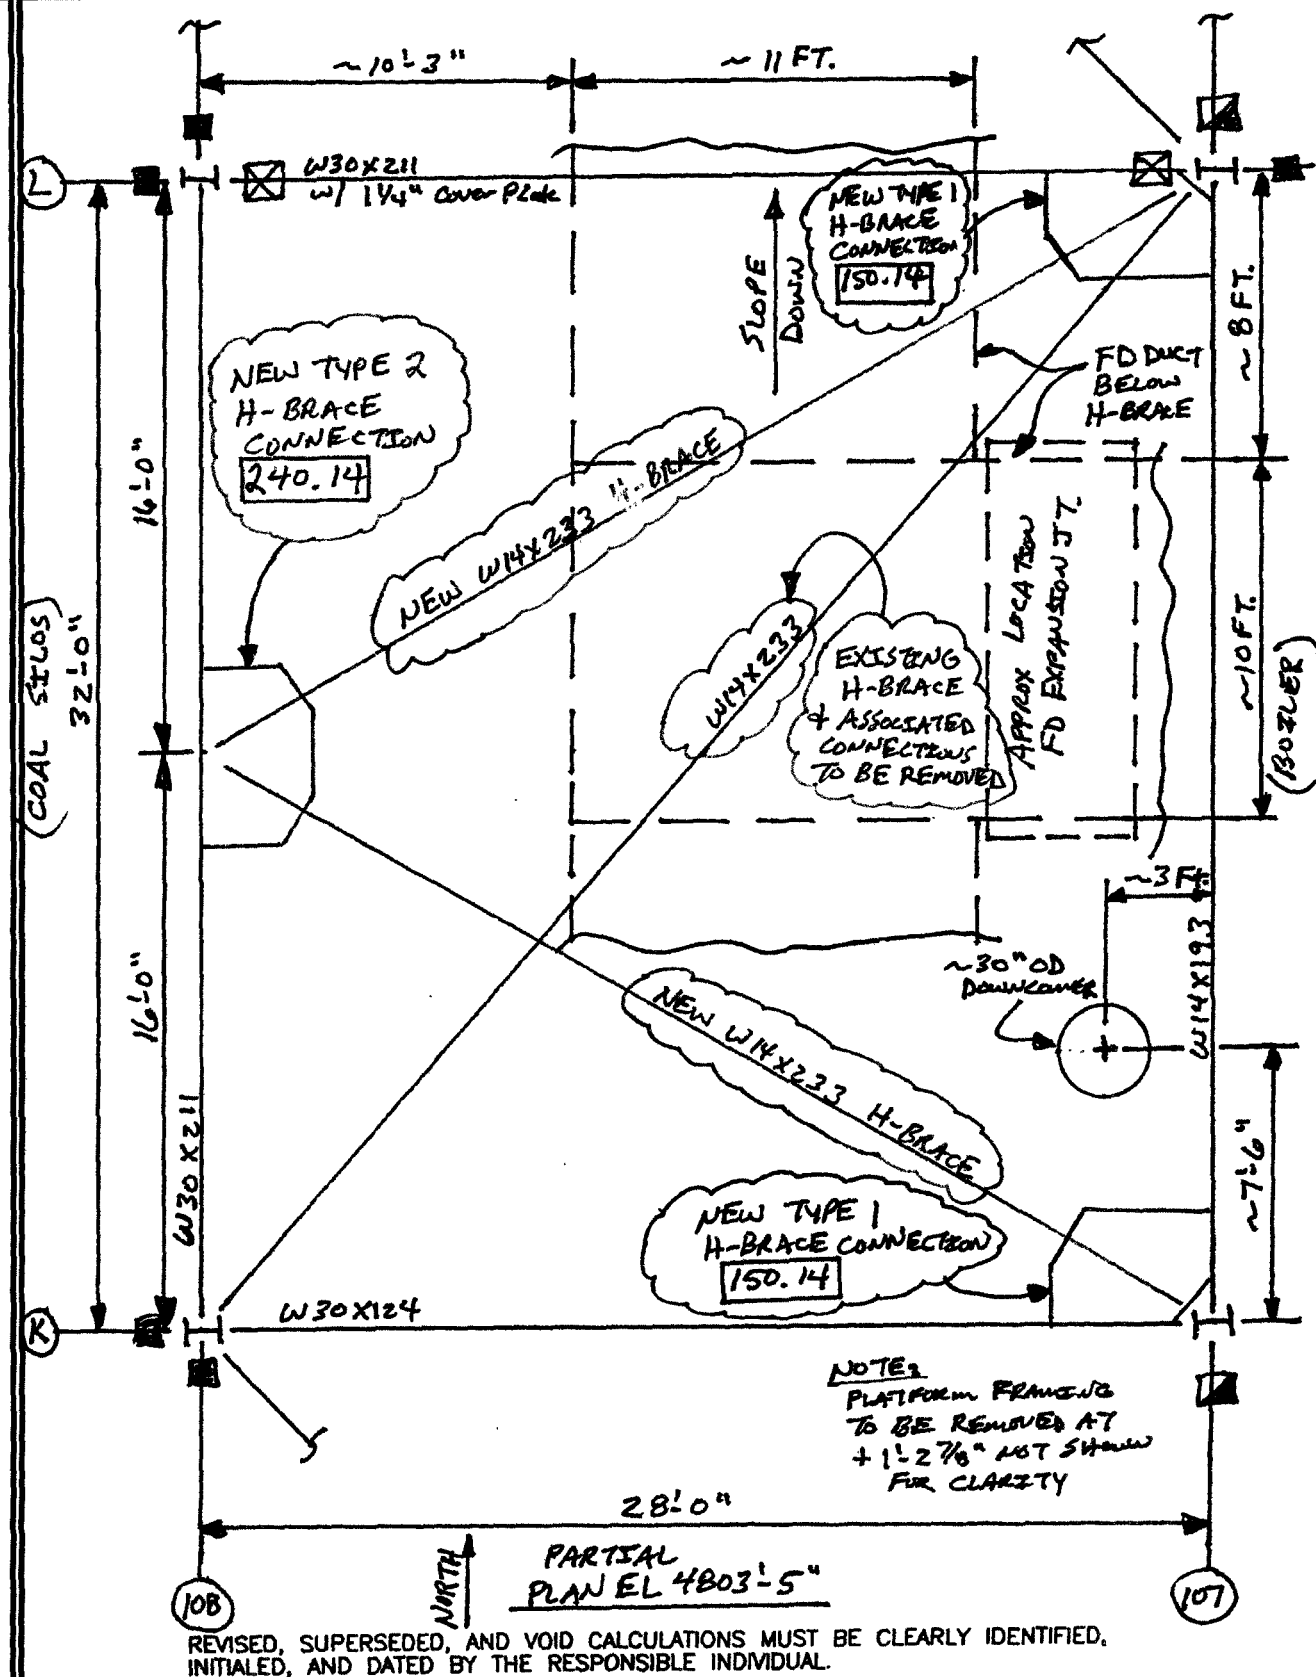 ~10'-3"
~11 FT.
L
W30X211
W/ 1 1/4" Cover Plate
NEW TYPE 1
H-BRACE
CONNECTION
150.14
SLOPE
DOWN
~8 FT.
FD DUCT
BELOW
H-BRACE
NEW TYPE 2
H-BRACE
CONNECTION
240.14
16'-0"
NEW W14X233 H-BRACE
W14X233
EXISTING
H-BRACE
& ASSOCIATED
CONNECTIONS
TO BE REMOVED
APPROX LOCATION
FD EXPANSION JT.
~10 FT.
(BOILER)
(COAL SILOS)
32'-0"
~3 Ft.
W14X193
~30" OD
DOWNCOMER
16'-0"
W30X211
NEW W14X233 H-BRACE
~7'-6"
NEW TYPE 1
H-BRACE CONNECTION
150.14
K
W30X124
NOTE:
PLATFORM FRAMING
TO BE REMOVED AT
+ 1'-2 7/8" NOT SHOWN
FOR CLARITY
28'-0"
NORTH
PARTIAL
PLAN EL 4803'-5"
108
107
REVISED, SUPERSEDED, AND VOID CALCULATIONS MUST BE CLEARLY IDENTIFIED,
INITIALED, AND DATED BY THE RESPONSIBLE INDIVIDUAL.